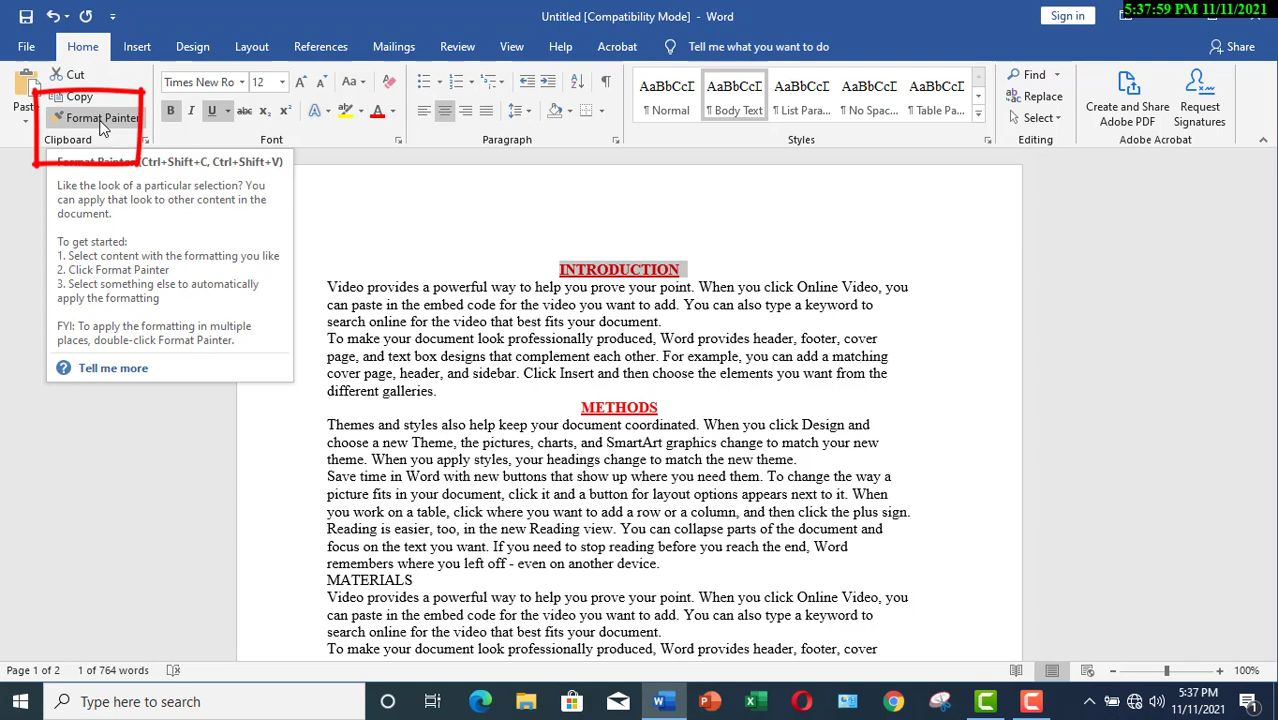 Untitled [Compatibility Mode] - Word
Sign in
5:37:59 PM 11/11/2021
File Home Insert Design Layout References Mailings Review View Help Acrobat Tell me what you want to do Share
Paste
Cut
Copy
Format Painter
Clipboard
Times New Ro 12
Aa
B I U abc x₂ x² A ab A
Font
Paragraph
AaBbCcI AaBbCcI AaBbCcI AaBbCcI AaBbCcI
¶ Normal ¶ Body Text ¶ List Para... ¶ No Spac... ¶ Table Pa...
Styles
Find
Replace
Select
Editing
Create and Share Adobe PDF
Request Signatures
Adobe Acrobat
Format Painter (Ctrl+Shift+C, Ctrl+Shift+V)
Like the look of a particular selection? You
can apply that look to other content in the
document.
To get started:
1. Select content with the formatting you like
2. Click Format Painter
3. Select something else to automatically
apply the formatting
FYI: To apply the formatting in multiple
places, double-click Format Painter.
Tell me more
INTRODUCTION
Video provides a powerful way to help you prove your point. When you click Online Video, you
can paste in the embed code for the video you want to add. You can also type a keyword to
search online for the video that best fits your document.
To make your document look professionally produced, Word provides header, footer, cover
page, and text box designs that complement each other. For example, you can add a matching
cover page, header, and sidebar. Click Insert and then choose the elements you want from the
different galleries.
METHODS
Themes and styles also help keep your document coordinated. When you click Design and
choose a new Theme, the pictures, charts, and SmartArt graphics change to match your new
theme. When you apply styles, your headings change to match the new theme.
Save time in Word with new buttons that show up where you need them. To change the way a
picture fits in your document, click it and a button for layout options appears next to it. When
you work on a table, click where you want to add a row or a column, and then click the plus sign.
Reading is easier, too, in the new Reading view. You can collapse parts of the document and
focus on the text you want. If you need to stop reading before you reach the end, Word
remembers where you left off - even on another device.
MATERIALS
Video provides a powerful way to help you prove your point. When you click Online Video, you
can paste in the embed code for the video you want to add. You can also type a keyword to
search online for the video that best fits your document.
To make your document look professionally produced, Word provides header, footer, cover
Page 1 of 2 1 of 764 words
100%
Type here to search
5:37 PM
11/11/2021
1